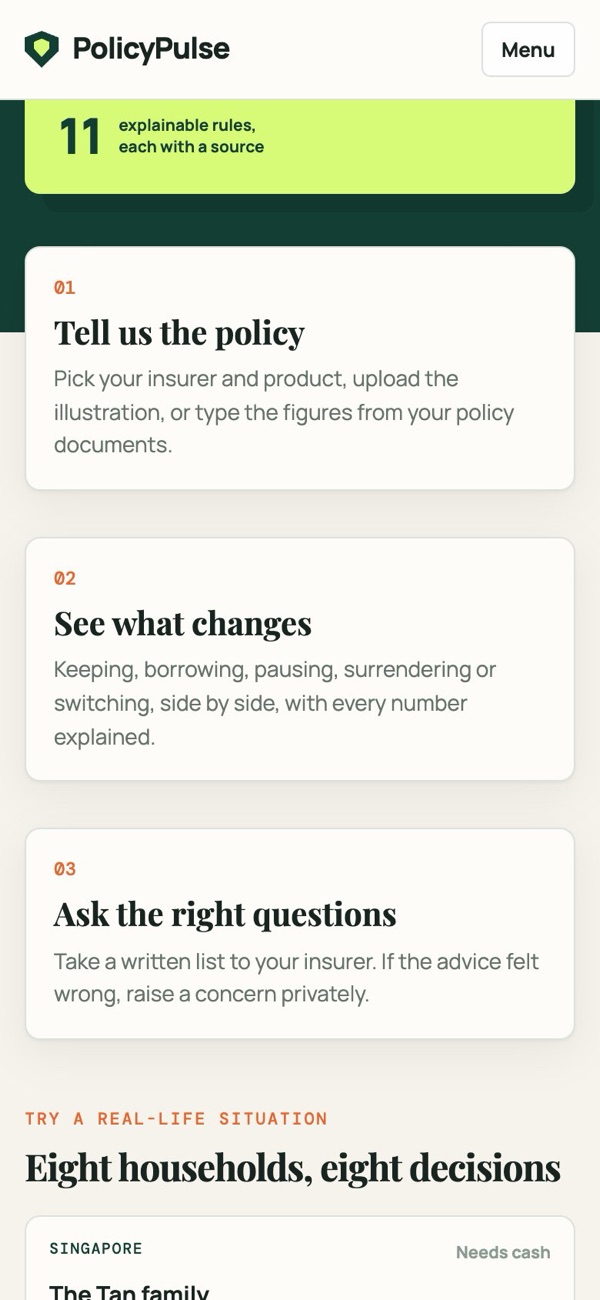 PolicyPulse
Menu
11
explainable rules,
each with a source
01
Tell us the policy
Pick your insurer and product, upload the
illustration, or type the figures from your policy
documents.
02
See what changes
Keeping, borrowing, pausing, surrendering or
switching, side by side, with every number
explained.
03
Ask the right questions
Take a written list to your insurer. If the advice felt
wrong, raise a concern privately.
TRY A REAL-LIFE SITUATION
Eight households, eight decisions
SINGAPORE
Needs cash
The Tan family